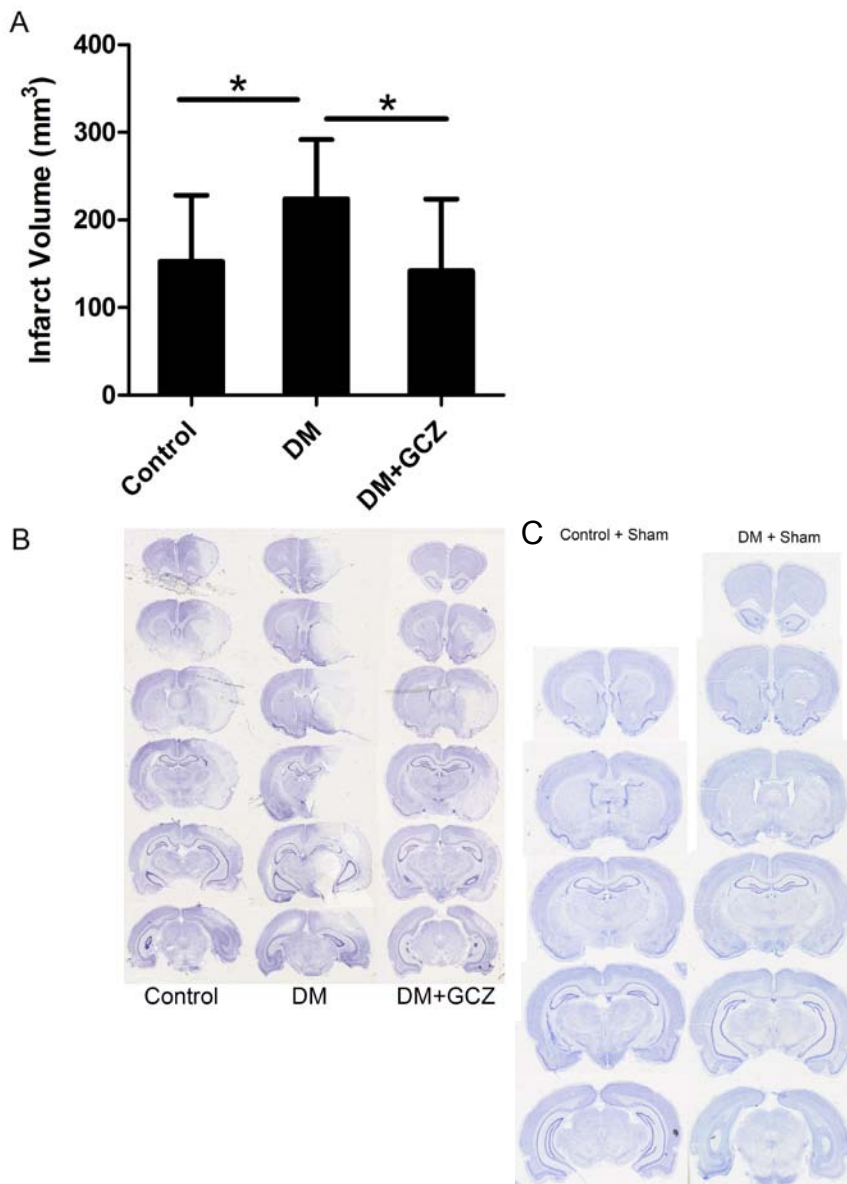 A
400
300
200
100
0
Infarct Volume (mm³)
*
*
Control
DM
DM+GCZ
B
Control
DM
DM+GCZ
C
Control + Sham
DM + Sham